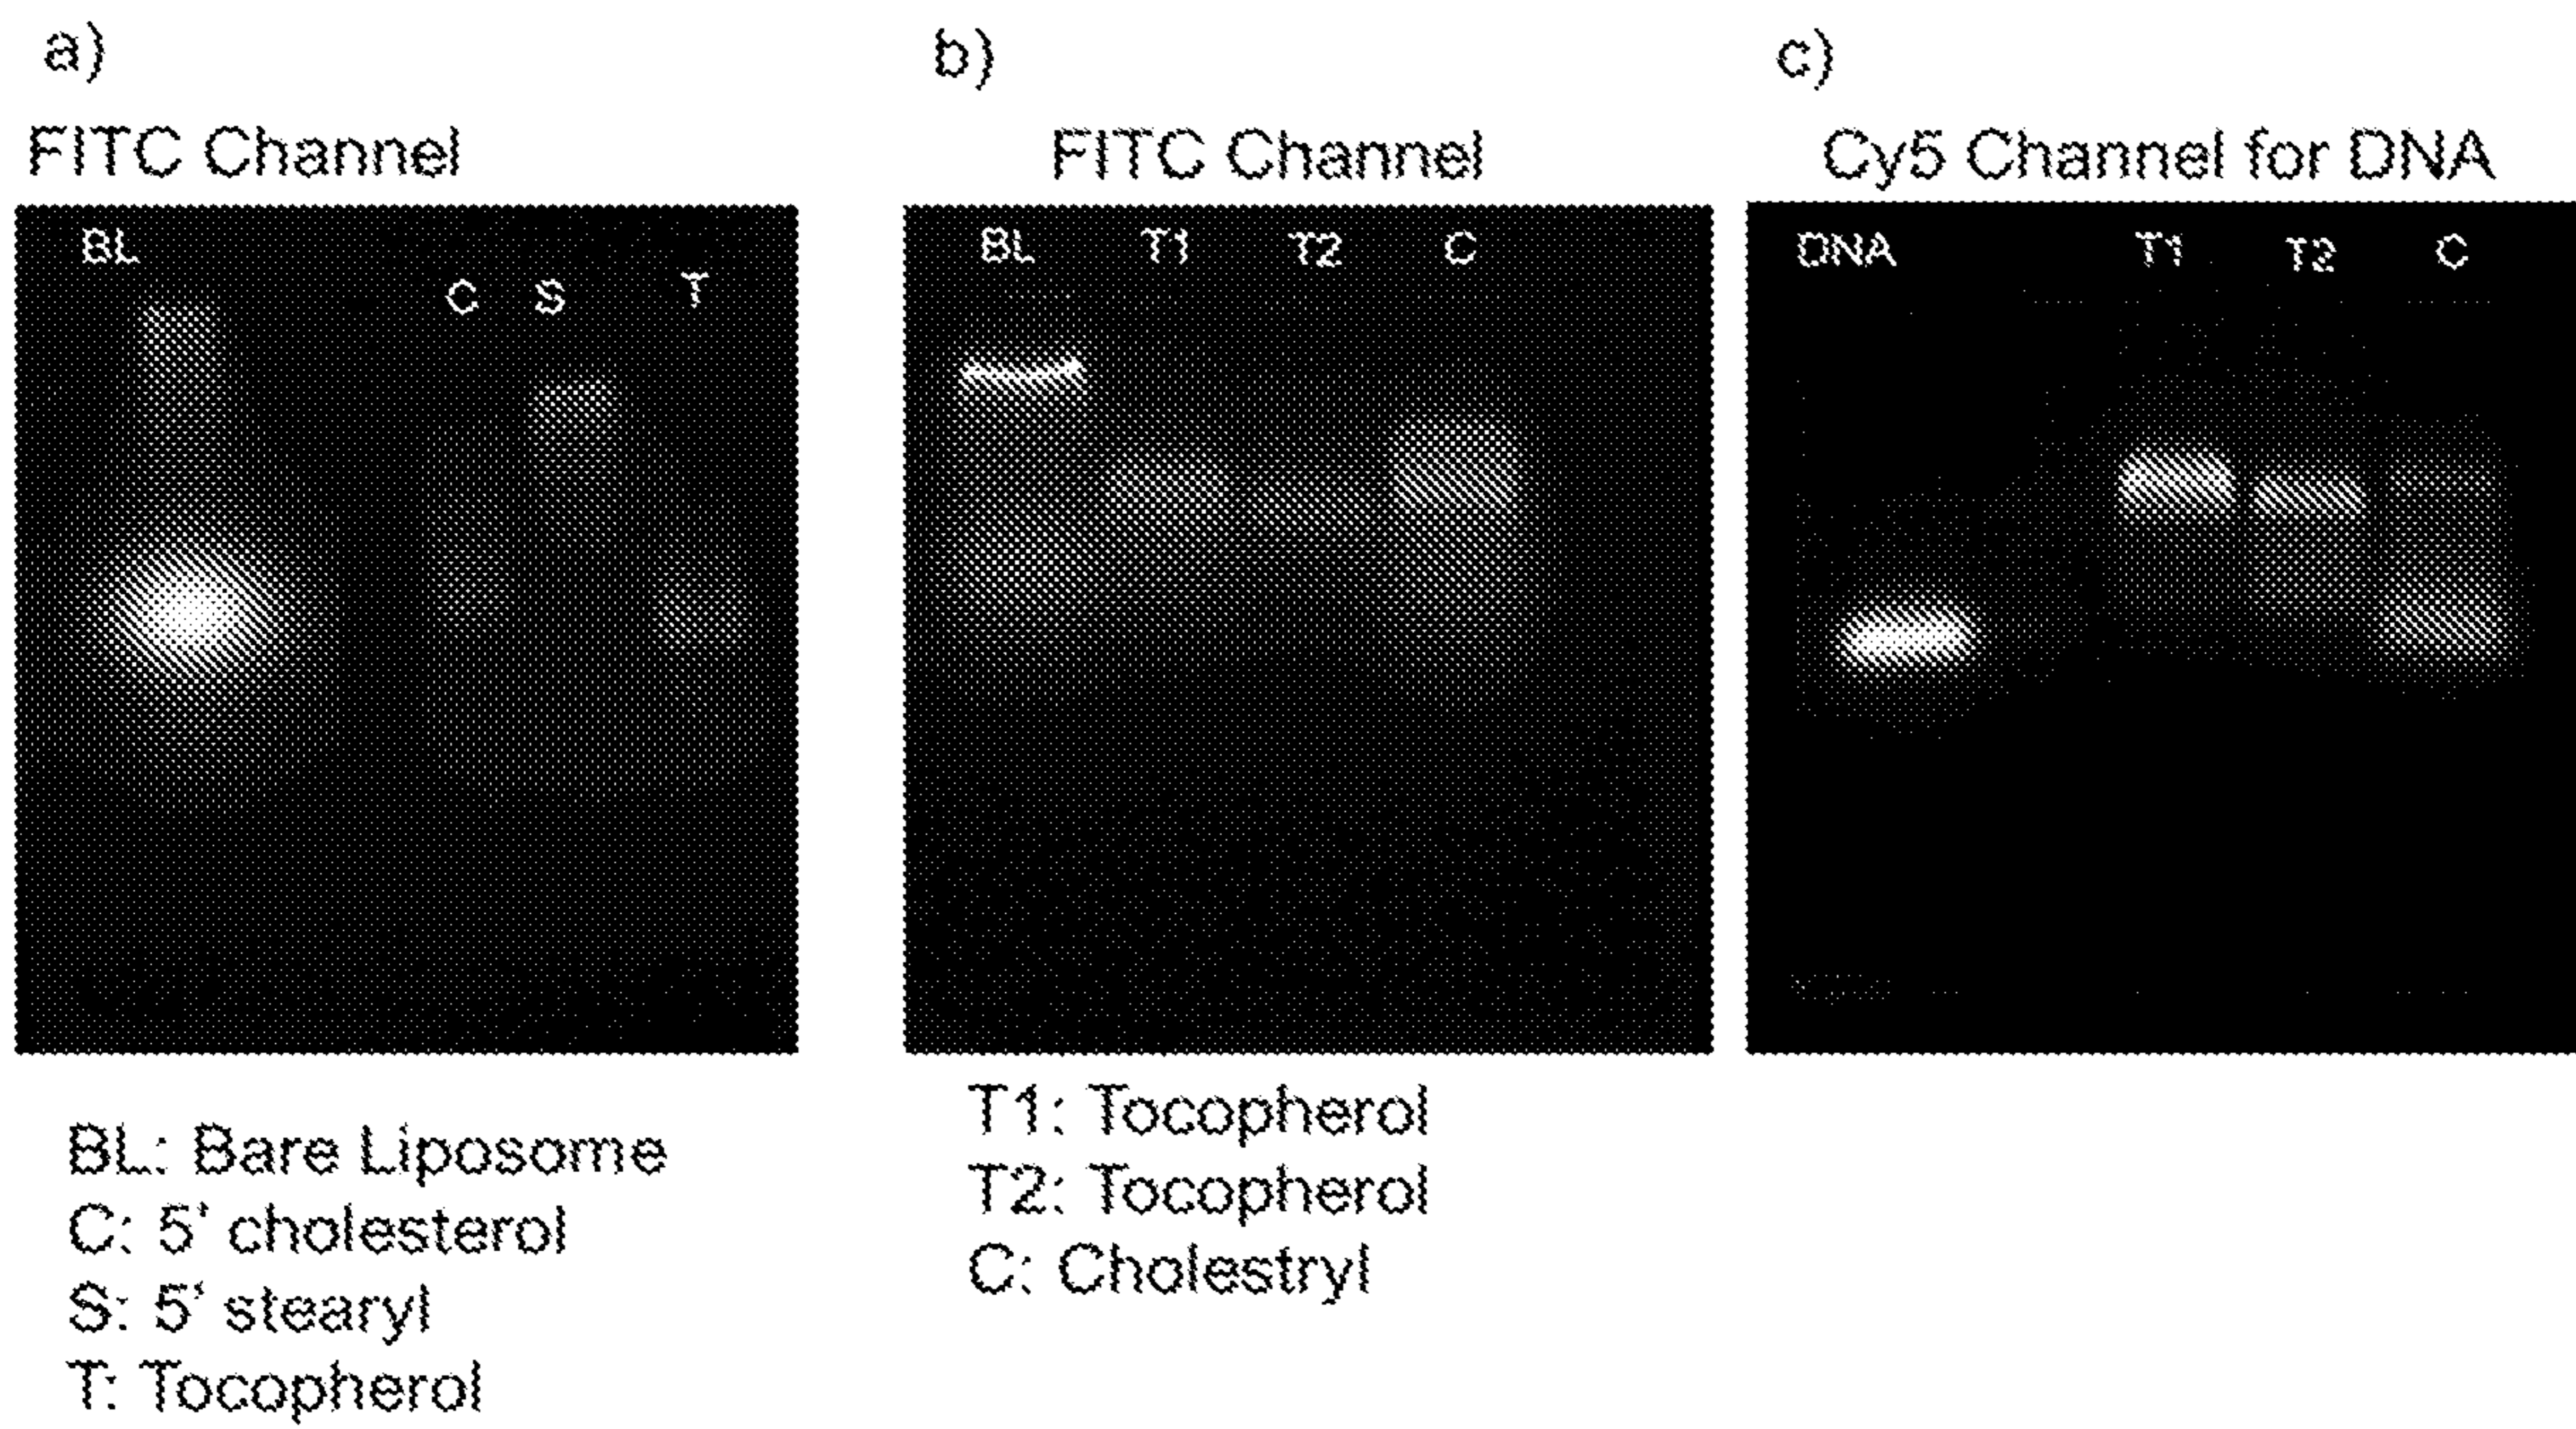 a)
FITC Channel
BL
C
S
T
BL: Bare Liposome
C: 5' cholesterol
S: 5' stearyl
T: Tocopherol
b)
FITC Channel
BL T1 T2 C
T1: Tocopherol
T2: Tocopherol
C: Cholestryl
c)
Cy5 Channel for DNA
DNA T1 T2 C